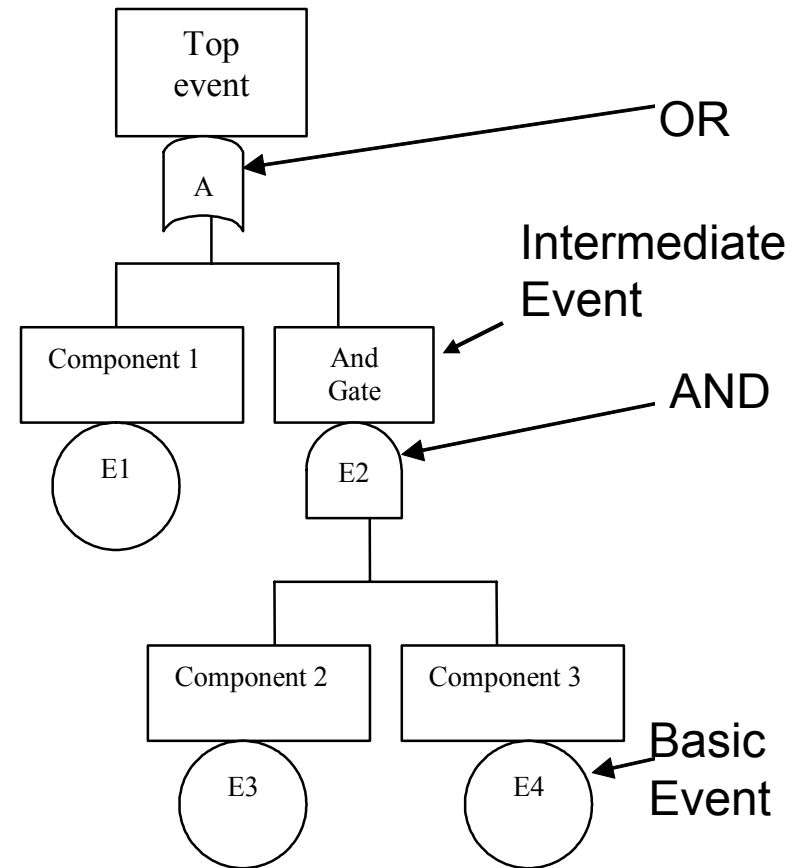 Top
event
OR
A
Intermediate
Event
Component 1
And
Gate
AND
E1
E2
Component 2
Component 3
Basic
Event
E3
E4